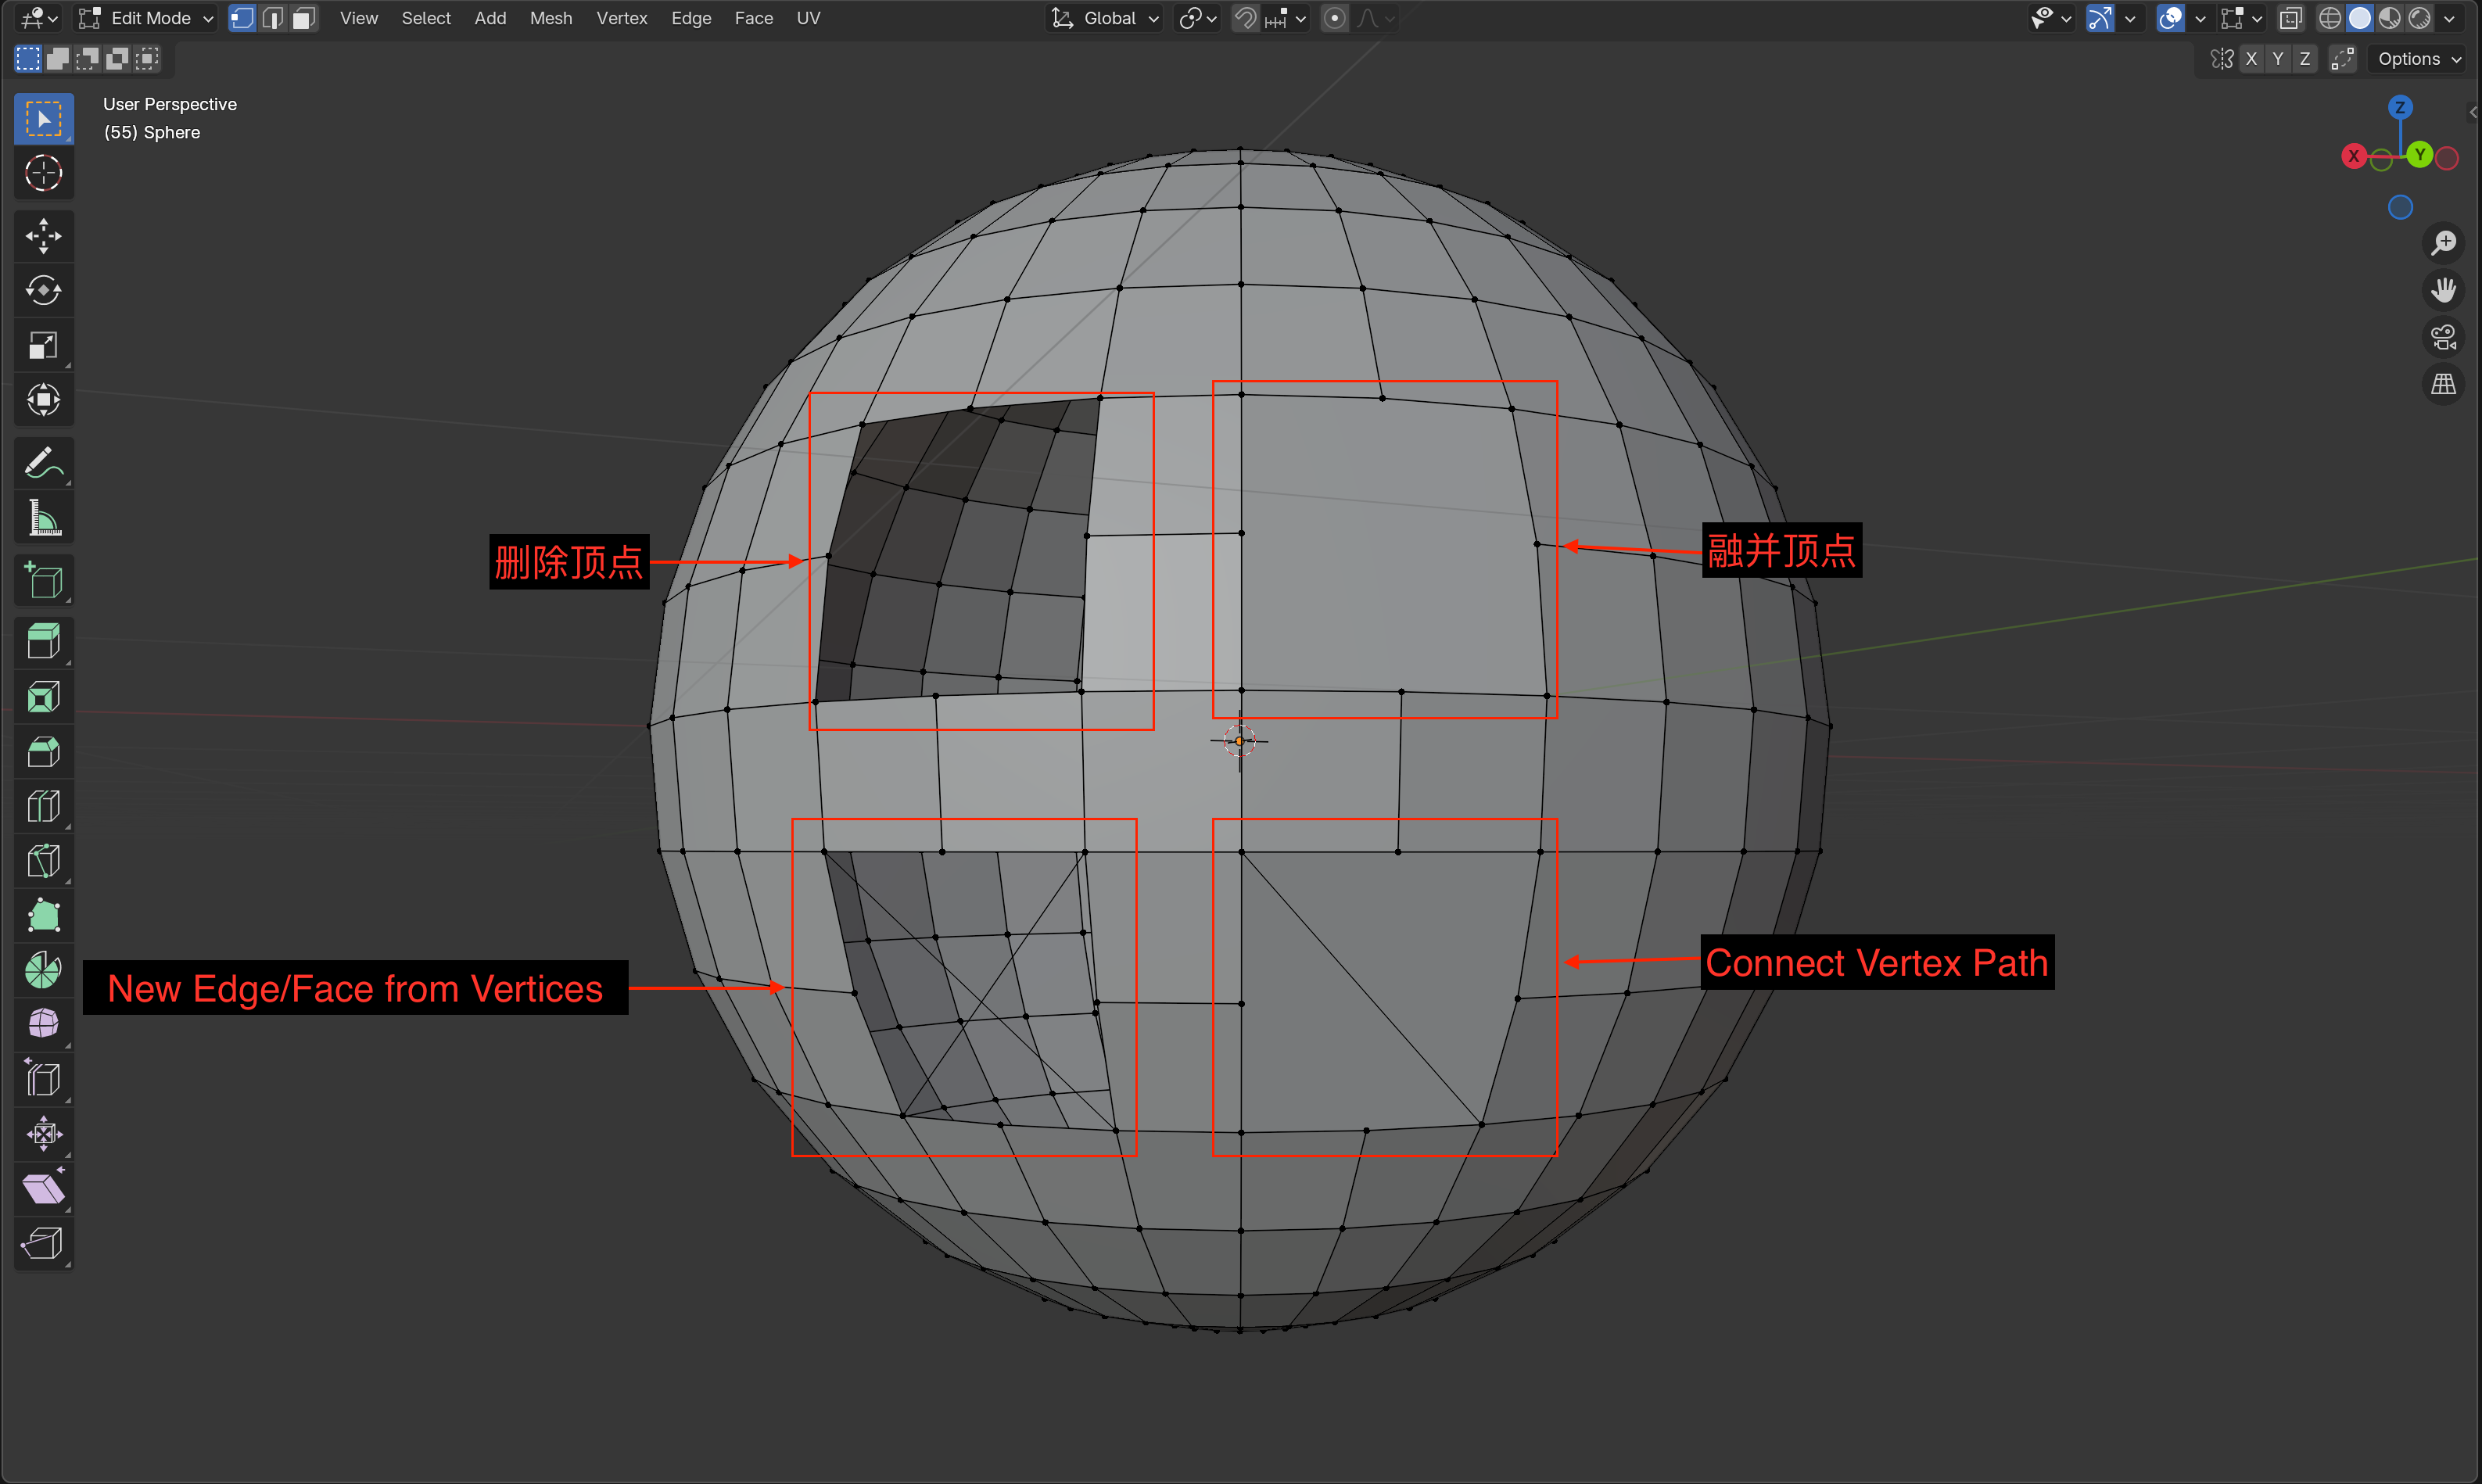 Edit Mode View Select Add Mesh Vertex Edge Face UV Global
X Y Z Options
User Perspective
(55) Sphere
Z
X Y
删除顶点
融并顶点
Connect Vertex Path
New Edge/Face from Vertices